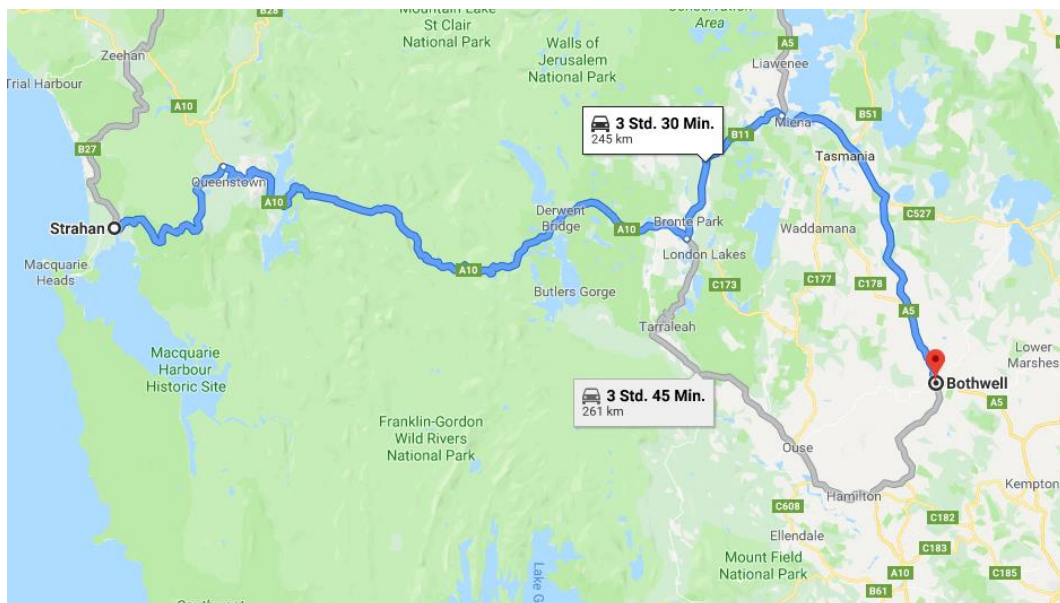 B28
Mountain Lake
St Clair
National Park
Conservation
Area
Zeehan
Walls of
Jerusalem
National Park
A5
Liawenee
Trial Harbour
A10
3 Std. 30 Min.
245 km
B51
B11
Miena
B27
Tasmania
Queenstown
A10
Derwent
Bridge
C527
Strahan
A10
Bronte Park
Waddamana
Macquarie
Heads
A10
London Lakes
C177
C178
Butlers Gorge
C173
A5
Tarraleah
Macquarie
Harbour
Historic Site
Lower
Marshes
Bothwell
3 Std. 45 Min.
261 km
A5
Franklin-Gordon
Wild Rivers
National Park
Ouse
Hamilton
Kempton
C608
C182
Ellendale
C183
Mount Field
National Park
A10
C185
B61
Lake G